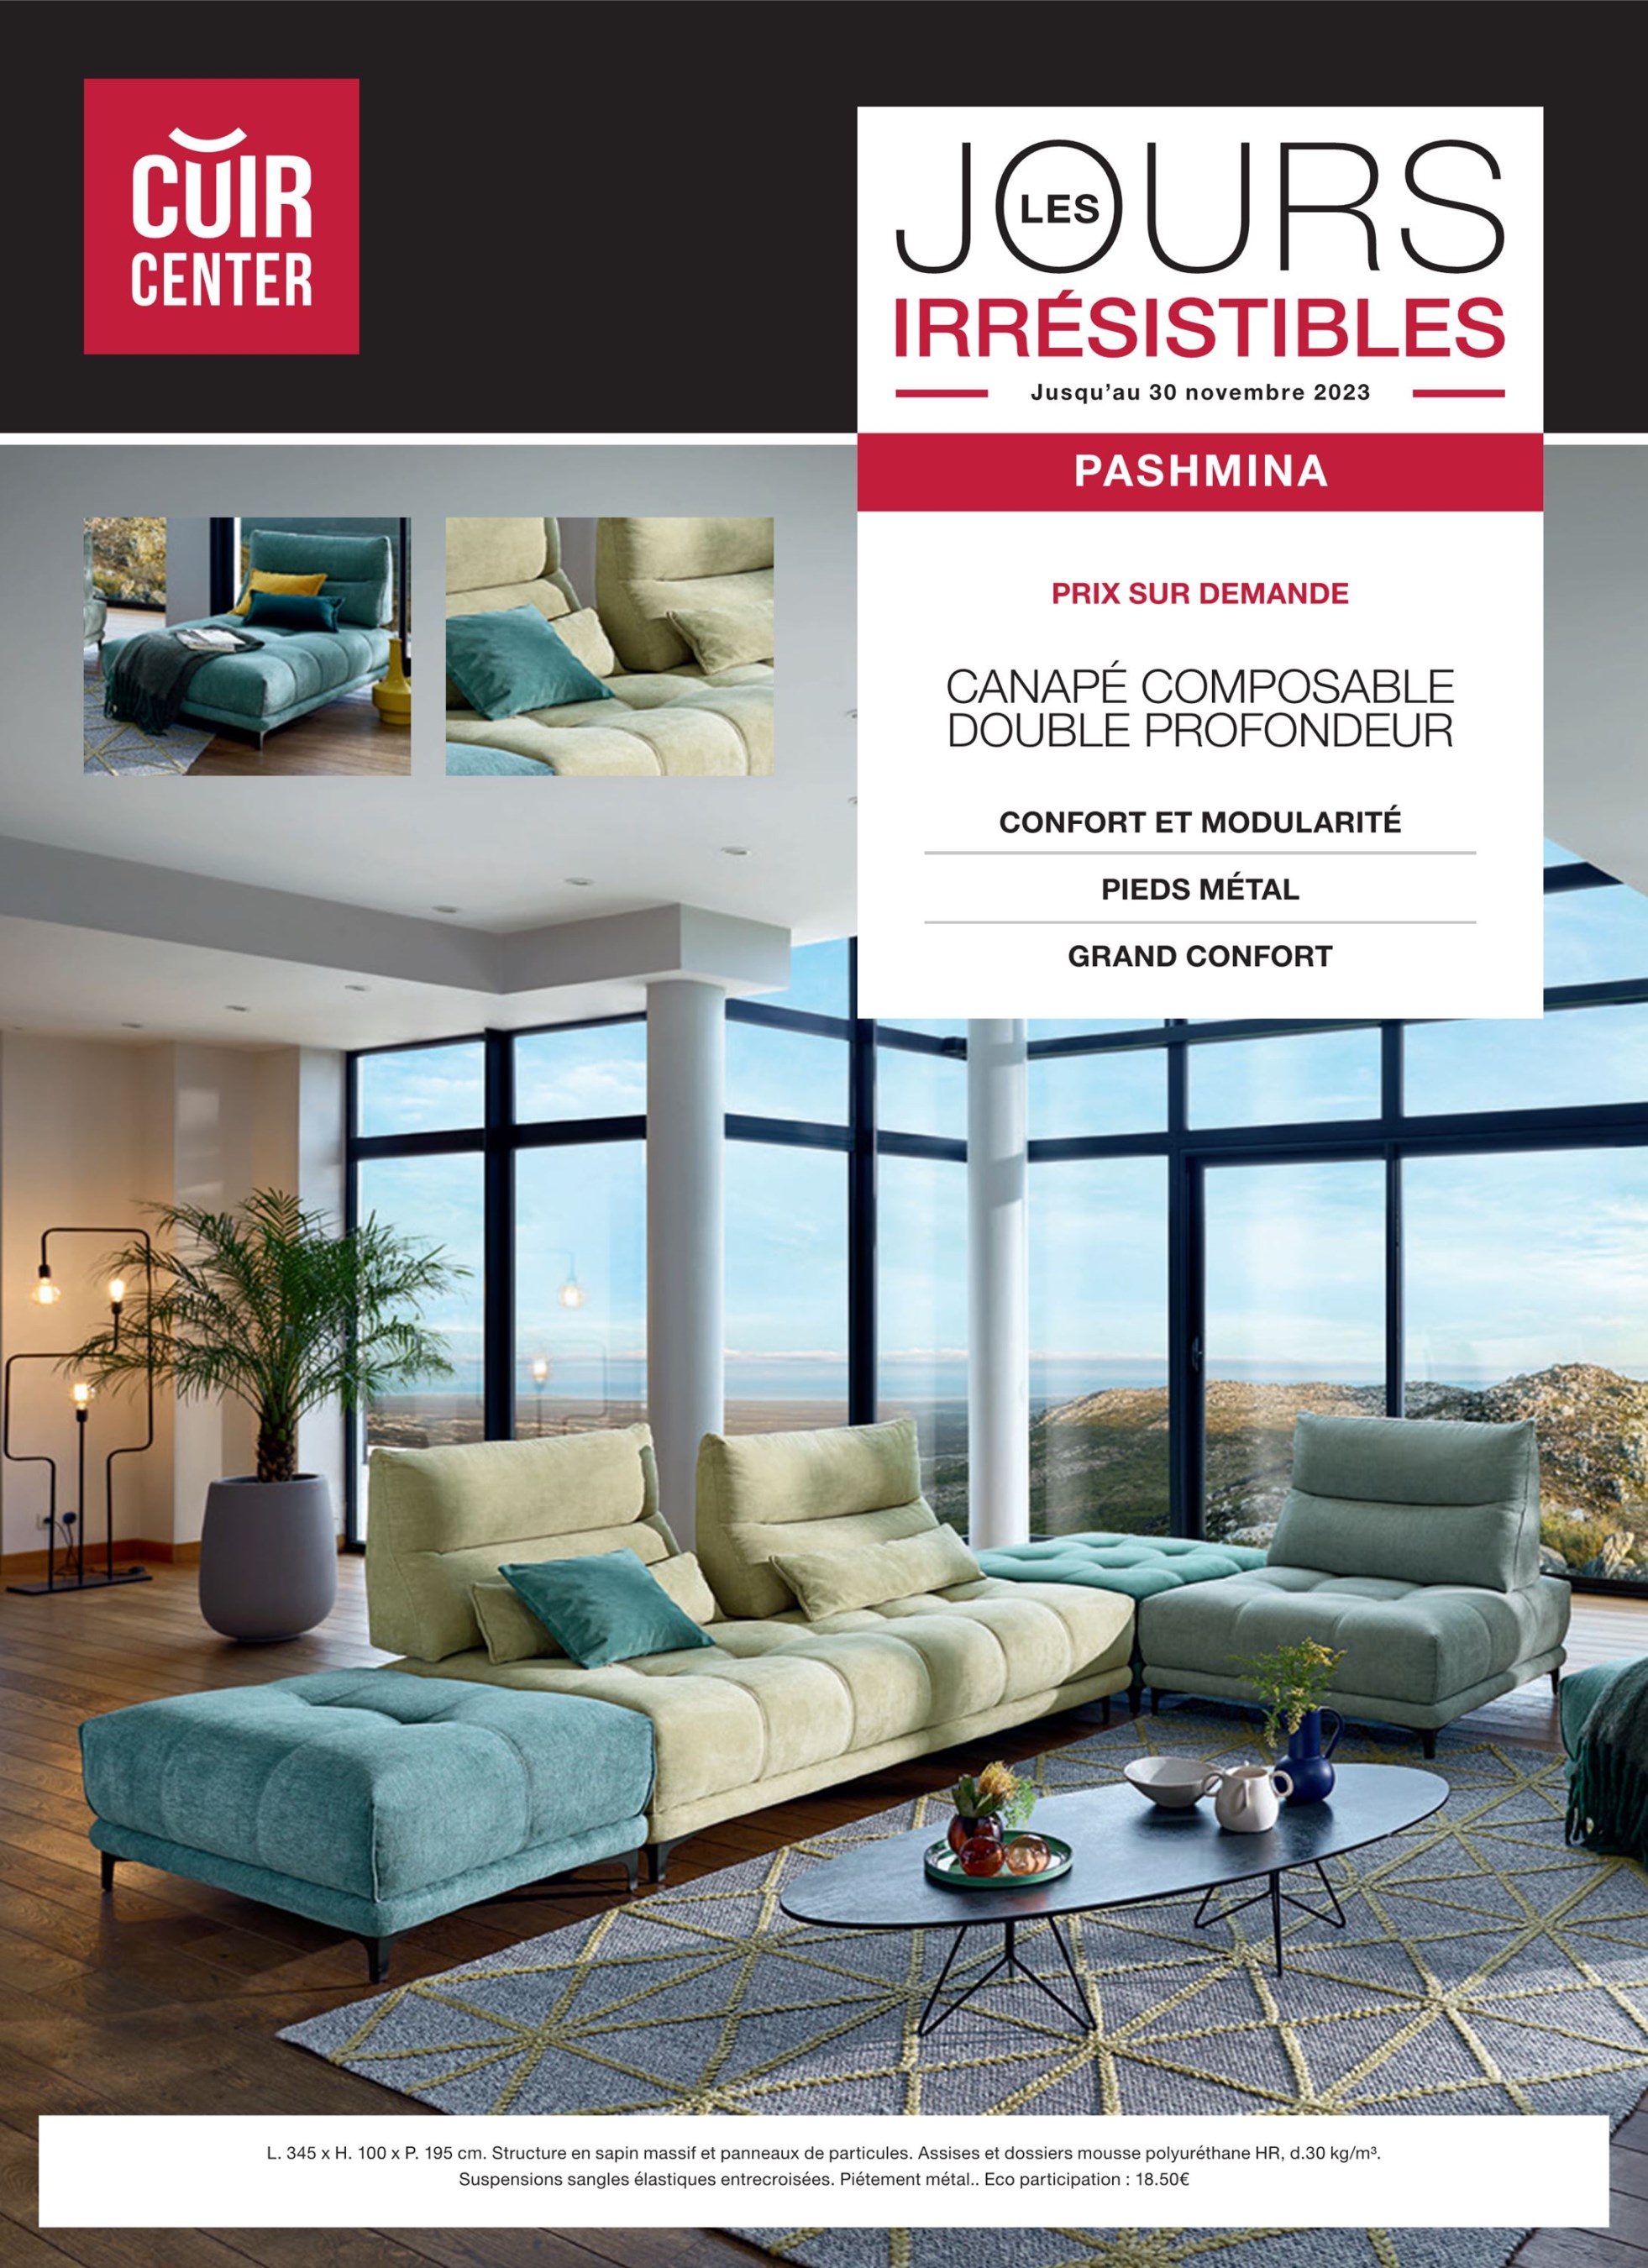 CUIR
CENTER
LES
JOURS
IRRÉSISTIBLES
Jusqu'au 30 novembre 2023
PASHMINA
PRIX SUR DEMANDE
CANAPÉ COMPOSABLE
DOUBLE PROFONDEUR
CONFORT ET MODULARITÉ
PIEDS MÉTAL
GRAND CONFORT
L. 345 x H. 100 x P. 195 cm. Structure en sapin massif et panneaux de particules. Assises et dossiers mousse polyuréthane HR, d.30 kg/m³.
Suspensions sangles élastiques entrecroisées. Piétement métal.. Eco participation : 18.50€